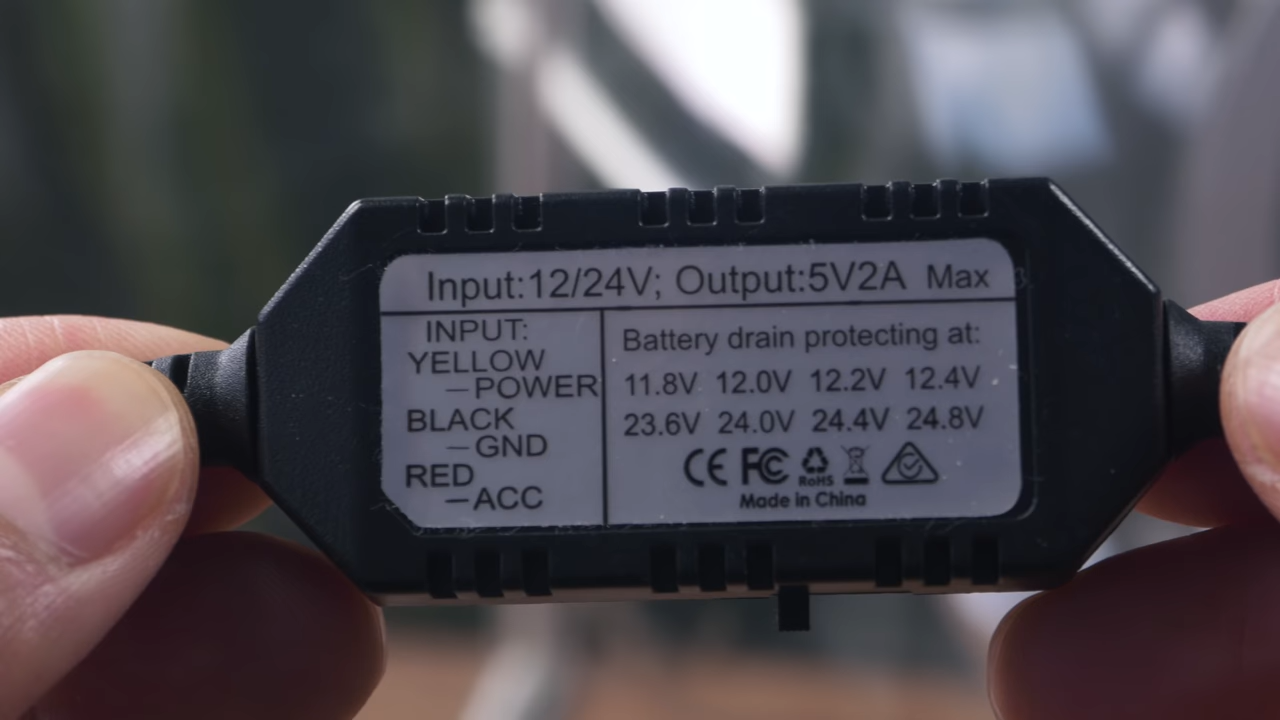 Input:12/24V; Output:5V2A Max
INPUT:
YELLOW
—POWER
BLACK
—GND
RED
—ACC
Battery drain protecting at:
11.8V 12.0V 12.2V 12.4V
23.6V 24.0V 24.4V 24.8V
CE FC RoHS
Made in China